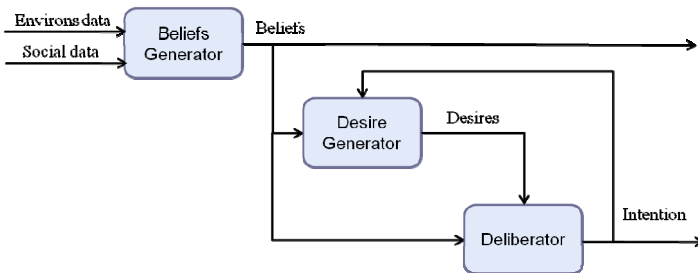 Environs data
Social data
Beliefs
Generator
Beliefs
Desire
Generator
Desires
Deliberator
Intention